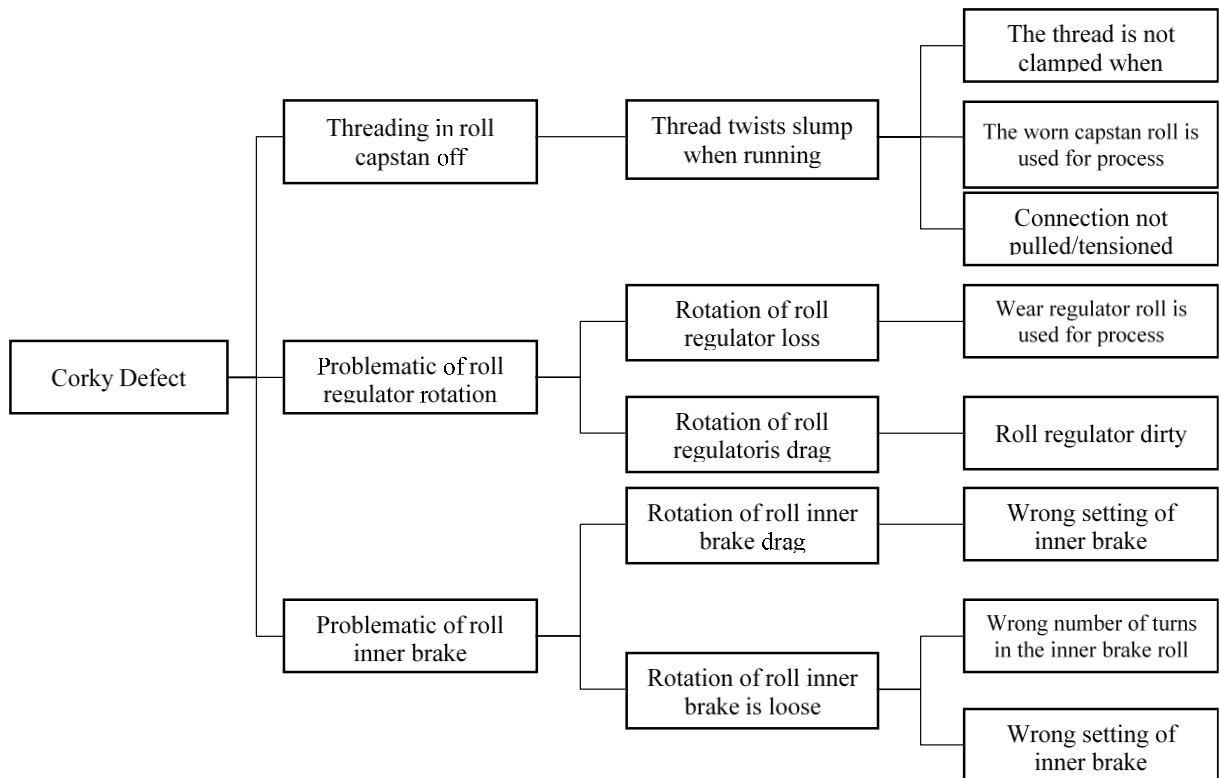 The thread is not
clamped when
Threading in roll
capstan off
Thread twists slump
when running
The worn capstan roll is
used for process
Connection not
pulled/tensioned
Rotation of roll
regulator loss
Wear regulator roll is
used for process
Corky Defect
Problematic of roll
regulator rotation
Rotation of roll
regulatoris drag
Roll regulator dirty
Rotation of roll inner
brake drag
Wrong setting of
inner brake
Problematic of roll
inner brake
Wrong number of turns
in the inner brake roll
Rotation of roll inner
brake is loose
Wrong setting of
inner brake